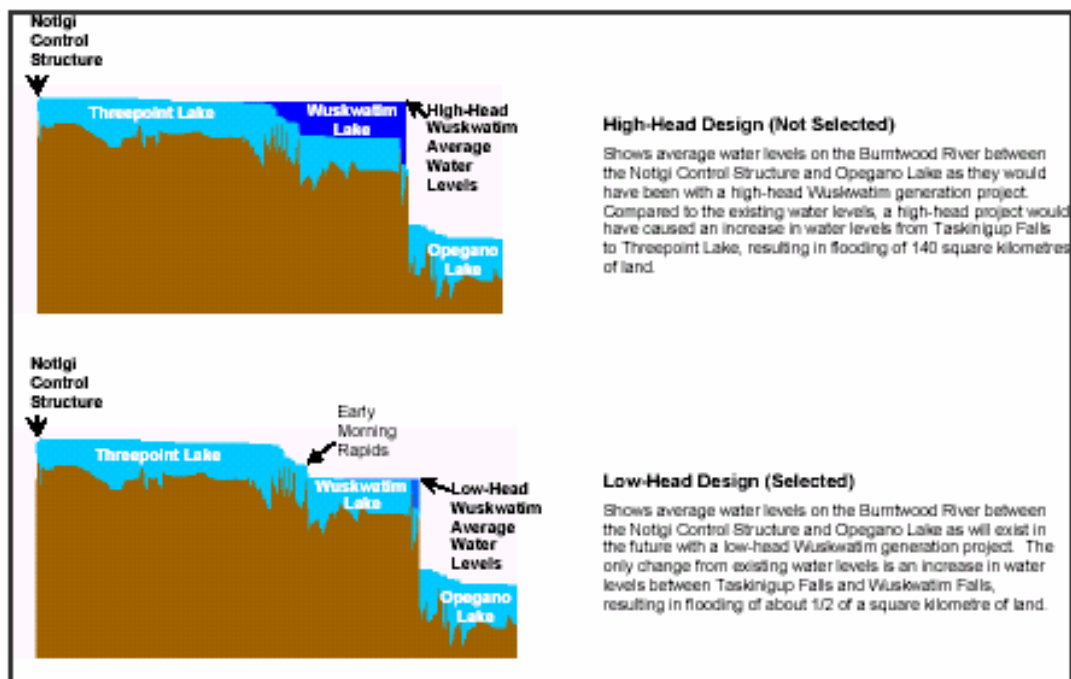 Notigi
Control
Structure
Threepoint Lake
Wuskwatim
Lake
High-Head
Wuskwatim
Average
Water
Levels
Opegano
Lake
High-Head Design (Not Selected)
Shows average water levels on the Burntwood River between
the Notigi Control Structure and Opegano Lake as they would
have been with a high-head Wuskwatim generation project.
Compared to the existing water levels, a high-head project would
have caused an increase in water levels from Taskinigup Falls
to Threepoint Lake, resulting in flooding of 140 square kilometres
of land.
Notigi
Control
Structure
Early
Morning
Rapids
Threepoint Lake
Wuskwatim
Lake
Low-Head
Wuskwatim
Average
Water
Levels
Opegano
Lake
Low-Head Design (Selected)
Shows average water levels on the Burntwood River between
the Notigi Control Structure and Opegano Lake as will exist in
the future with a low-head Wuskwatim generation project. The
only change from existing water levels is an increase in water
levels between Taskinigup Falls and Wuskwatim Falls,
resulting in flooding of about 1/2 of a square kilometre of land.